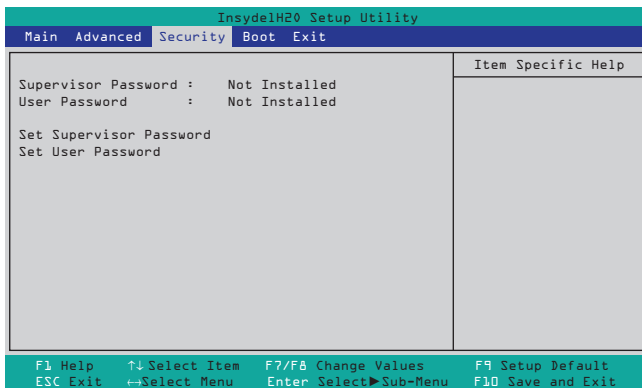 InsydelH20 Setup Utility
Main Advanced Security Boot Exit
Item Specific Help
Supervisor Password : Not Installed
User Password : Not Installed
Set Supervisor Password
Set User Password
F1 Help ↑↓ Select Item F7/F8 Change Values F9 Setup Default
ESC Exit ↔Select Menu Enter Select▶Sub-Menu F10 Save and Exit